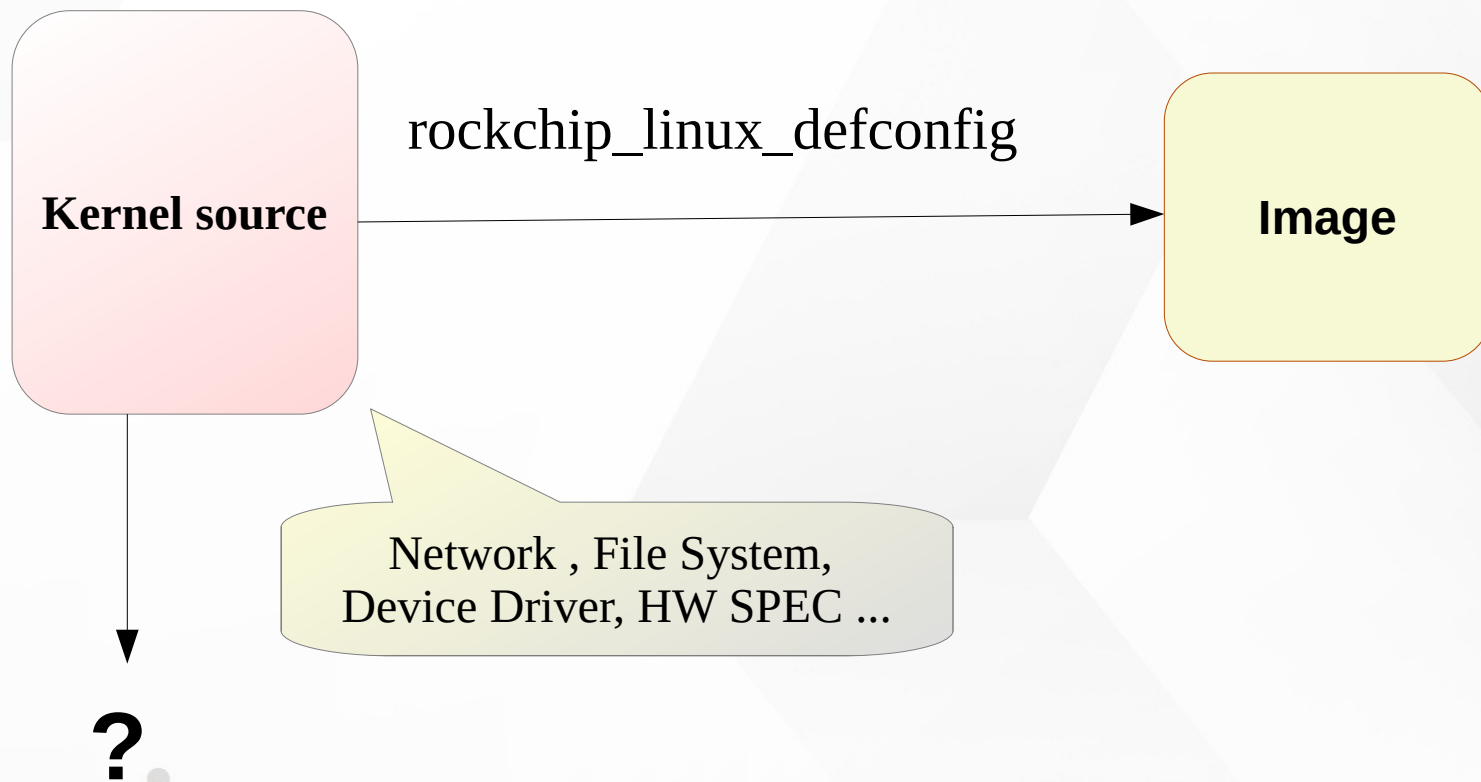 rockchip_linux_defconfig
Kernel source
Image
Network , File System,
Device Driver, HW SPEC ...
?